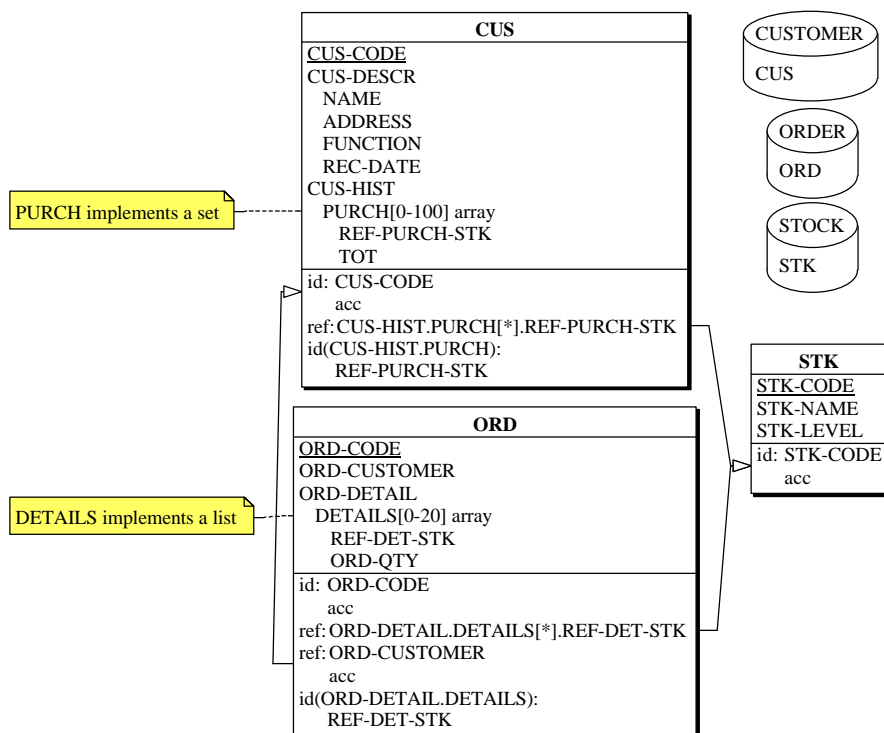 CUS
CUS-CODE
CUS-DESCR
NAME
ADDRESS
FUNCTION
REC-DATE
CUS-HIST
PURCH[0-100] array
REF-PURCH-STK
TOT
id: CUS-CODE
acc
ref: CUS-HIST.PURCH[*].REF-PURCH-STK
id(CUS-HIST.PURCH):
REF-PURCH-STK
PURCH implements a set
CUSTOMER
CUS
ORDER
ORD
STOCK
STK
STK
STK-CODE
STK-NAME
STK-LEVEL
id: STK-CODE
acc
ORD
ORD-CODE
ORD-CUSTOMER
ORD-DETAIL
DETAILS[0-20] array
REF-DET-STK
ORD-QTY
id: ORD-CODE
acc
ref: ORD-DETAIL.DETAILS[*].REF-DET-STK
ref: ORD-CUSTOMER
acc
id(ORD-DETAIL.DETAILS):
REF-DET-STK
DETAILS implements a list